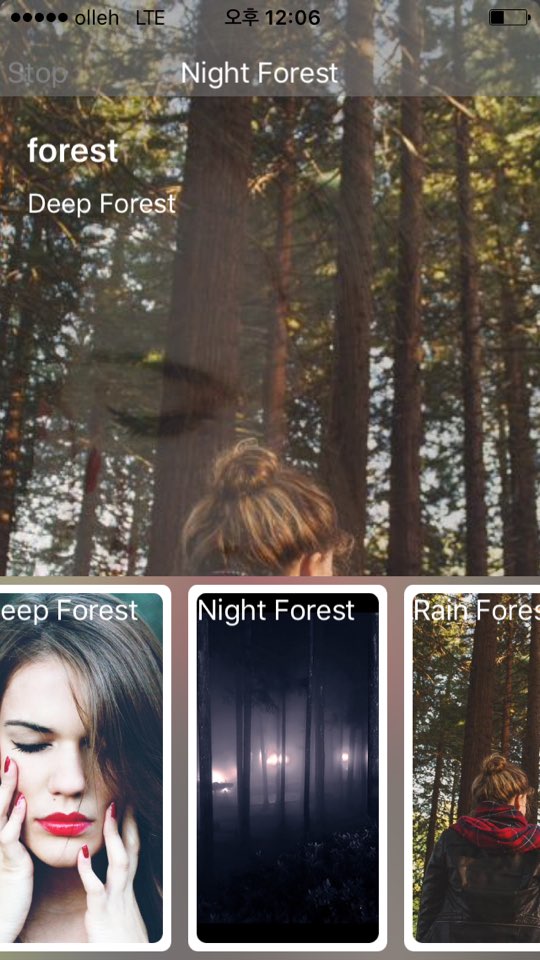 olleh LTE 오후 12:06
Stop Night Forest
forest
Deep Forest
eep Forest Night Forest Rain Fores